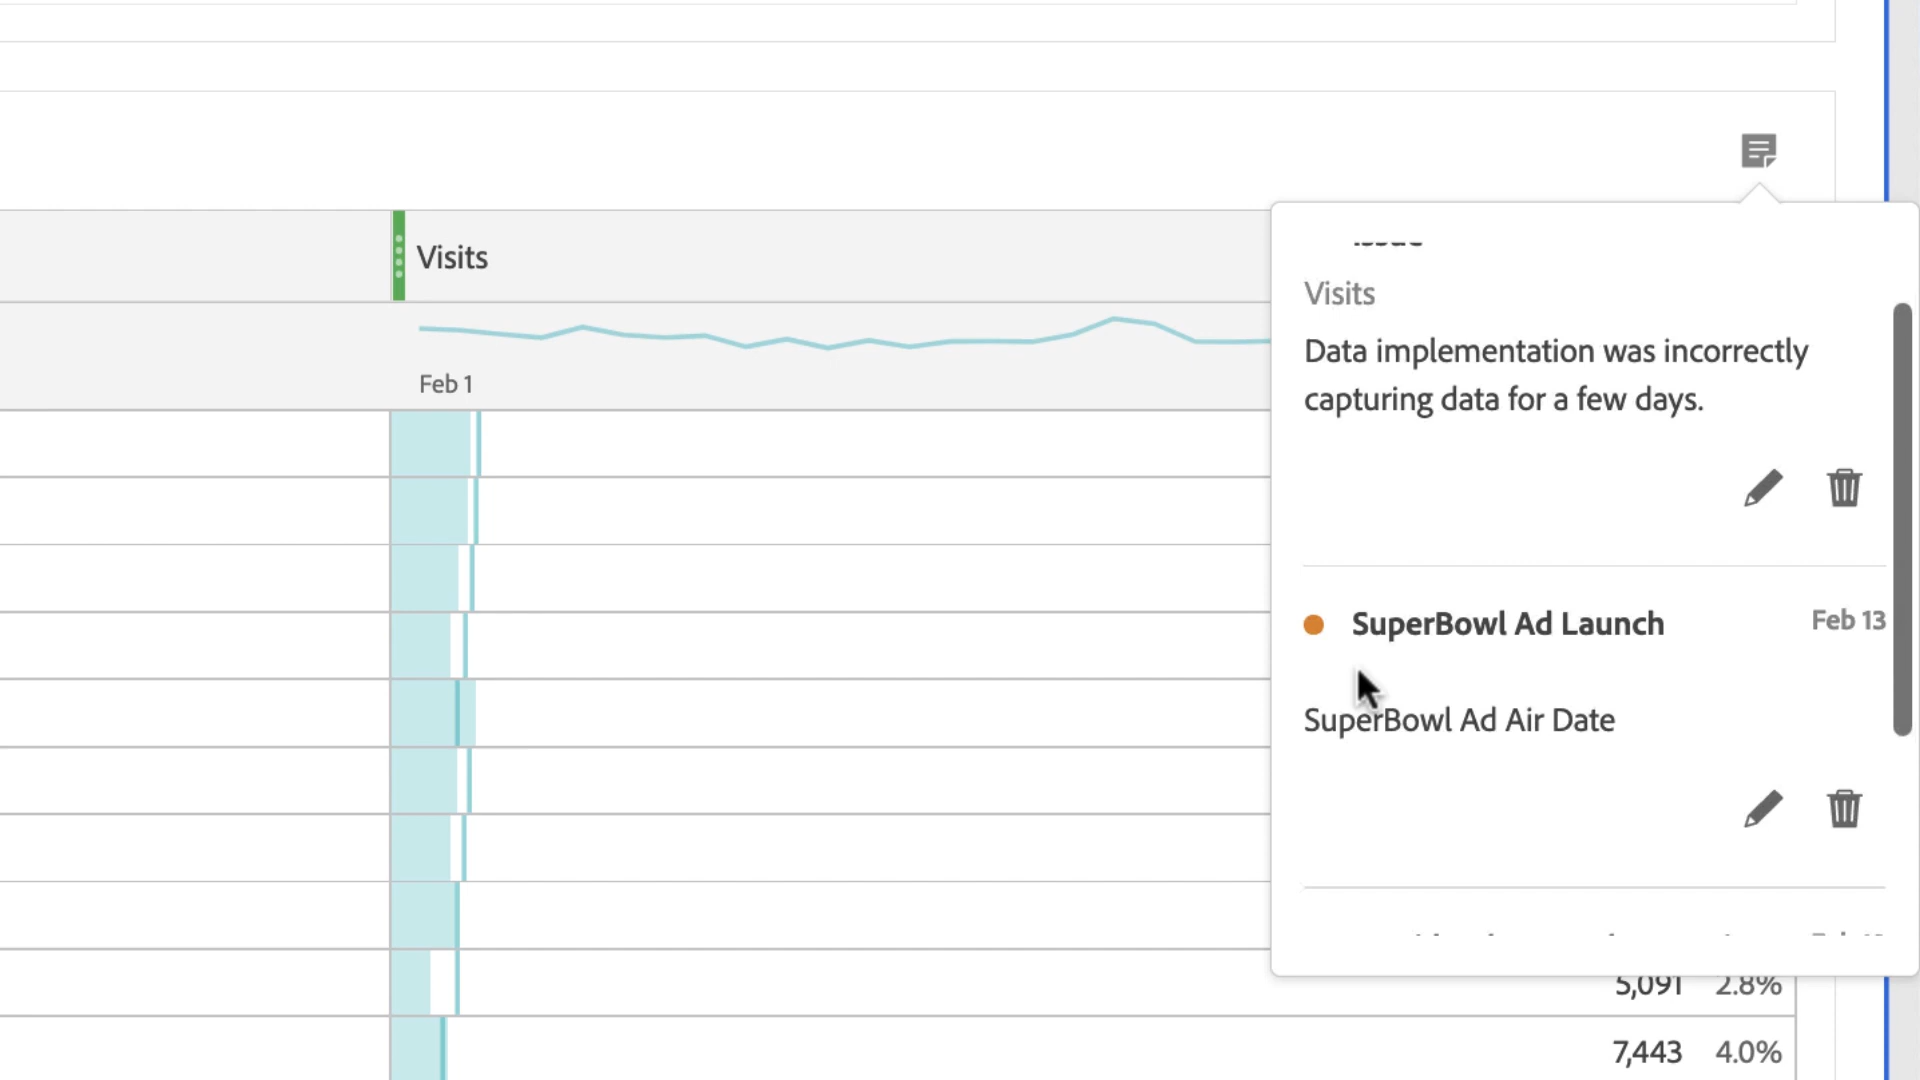 Visits
Feb 1
Visits
Data implementation was incorrectly
capturing data for a few days.
SuperBowl Ad Launch Feb 13
SuperBowl Ad Air Date
5,091 2.8%
7,443 4.0%